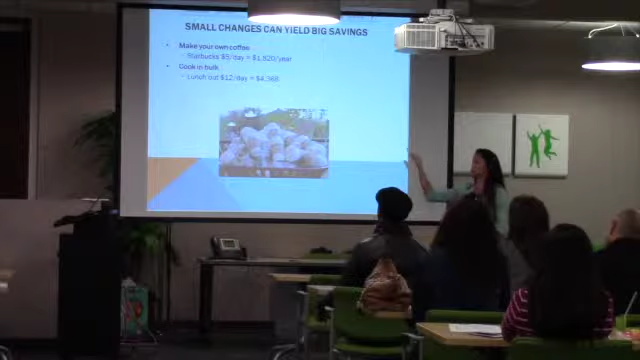 SMALL CHANGES CAN YIELD BIG SAVINGS
Make your own coffee
Starbucks $5/day = $1,820/year
Cook in bulk
Lunch out $12/day = $4,368